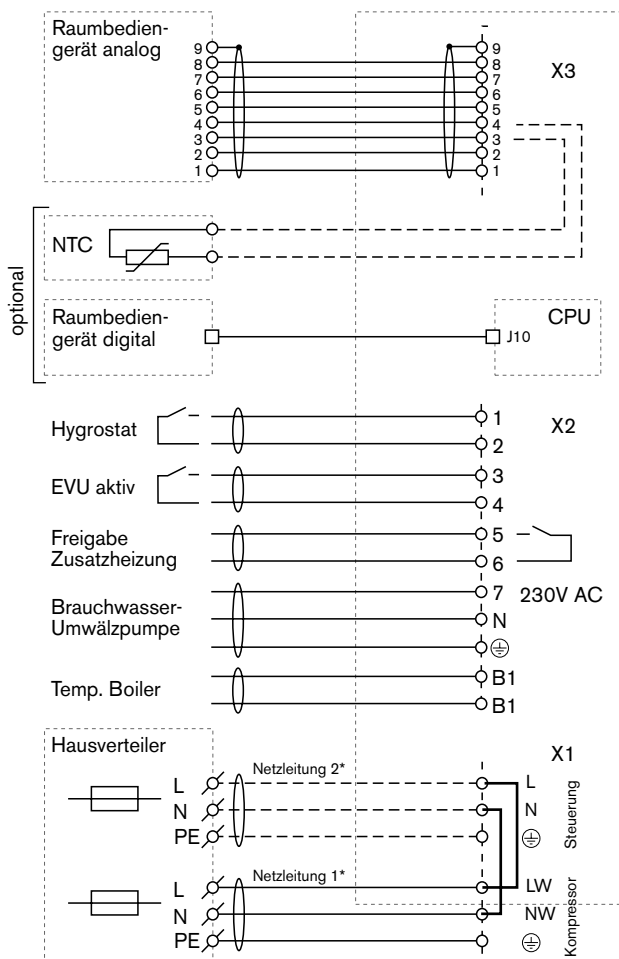 Raumbedien-
gerät analog
9
8
7
6
5
4
3
2
1
9
8
7
6
5
4
3
2
1
X3
optional
NTC
Raumbedien-
gerät digital
J10
CPU
Hygrostat
1
2
X2
EVU aktiv
3
4
Freigabe
Zusatzheizung
5
6
Brauchwasser-
Umwälzpumpe
7
230V AC
N
Temp. Boiler
B1
B1
Hausverteiler
X1
L
N
PE
Netzleitung 2*
L
N
Steuerung
L
N
PE
Netzleitung 1*
LW
NW
Kompressor